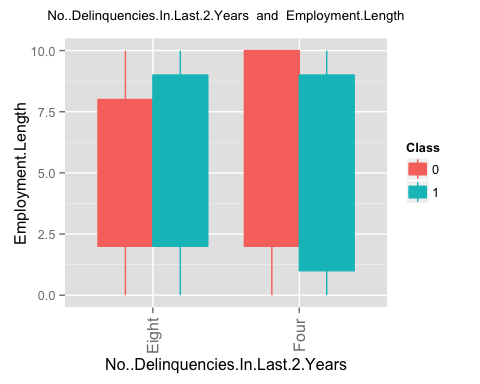 No..Delinquencies.In.Last.2.Years  and  Employment.Length
Employment.Length
10.0
7.5
5.0
2.5
0.0
Eight
Four
No..Delinquencies.In.Last.2.Years
Class
0
1